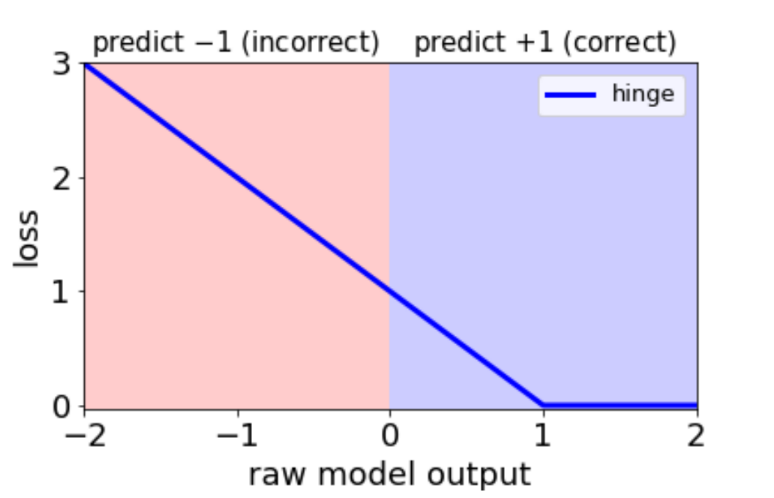 predict −1 (incorrect) predict +1 (correct)
hinge
loss
3
2
1
0
−2 −1 0 1 2
raw model output